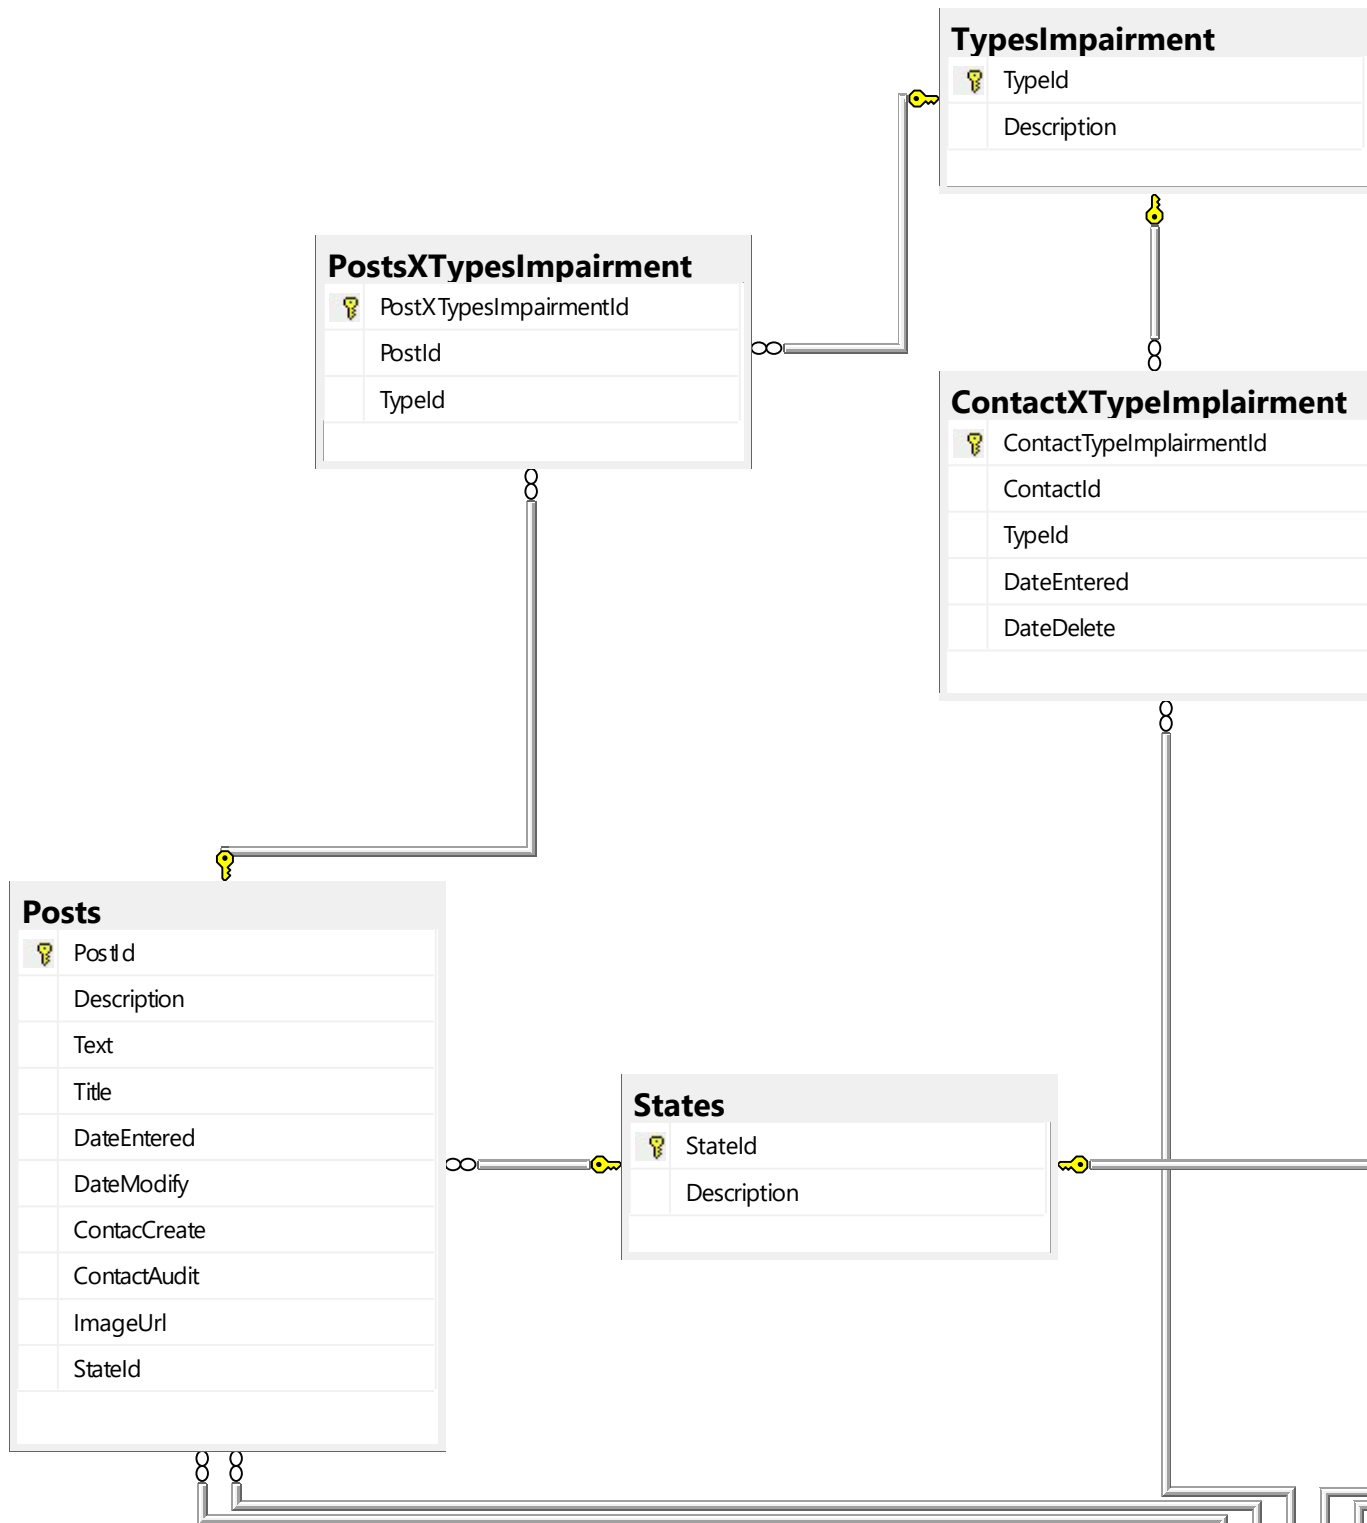 TypesImpairment
TypeId
Description
PostsXTypesImpairment
PostXTypesImpairmentId
PostId
TypeId
ContactXTypeImplairment
ContactTypeImplairmentId
ContactId
TypeId
DateEntered
DateDelete
Posts
PostId
Description
Text
Title
DateEntered
DateModify
ContacCreate
ContactAudit
ImageUrl
StateId
States
StateId
Description